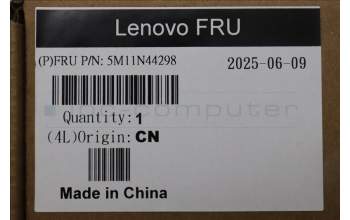 Lenovo FRU
(P)FRU P/N: 5M11N44298 2025-06-09
Quantity: 1
(4L)Origin: CN
Made in China